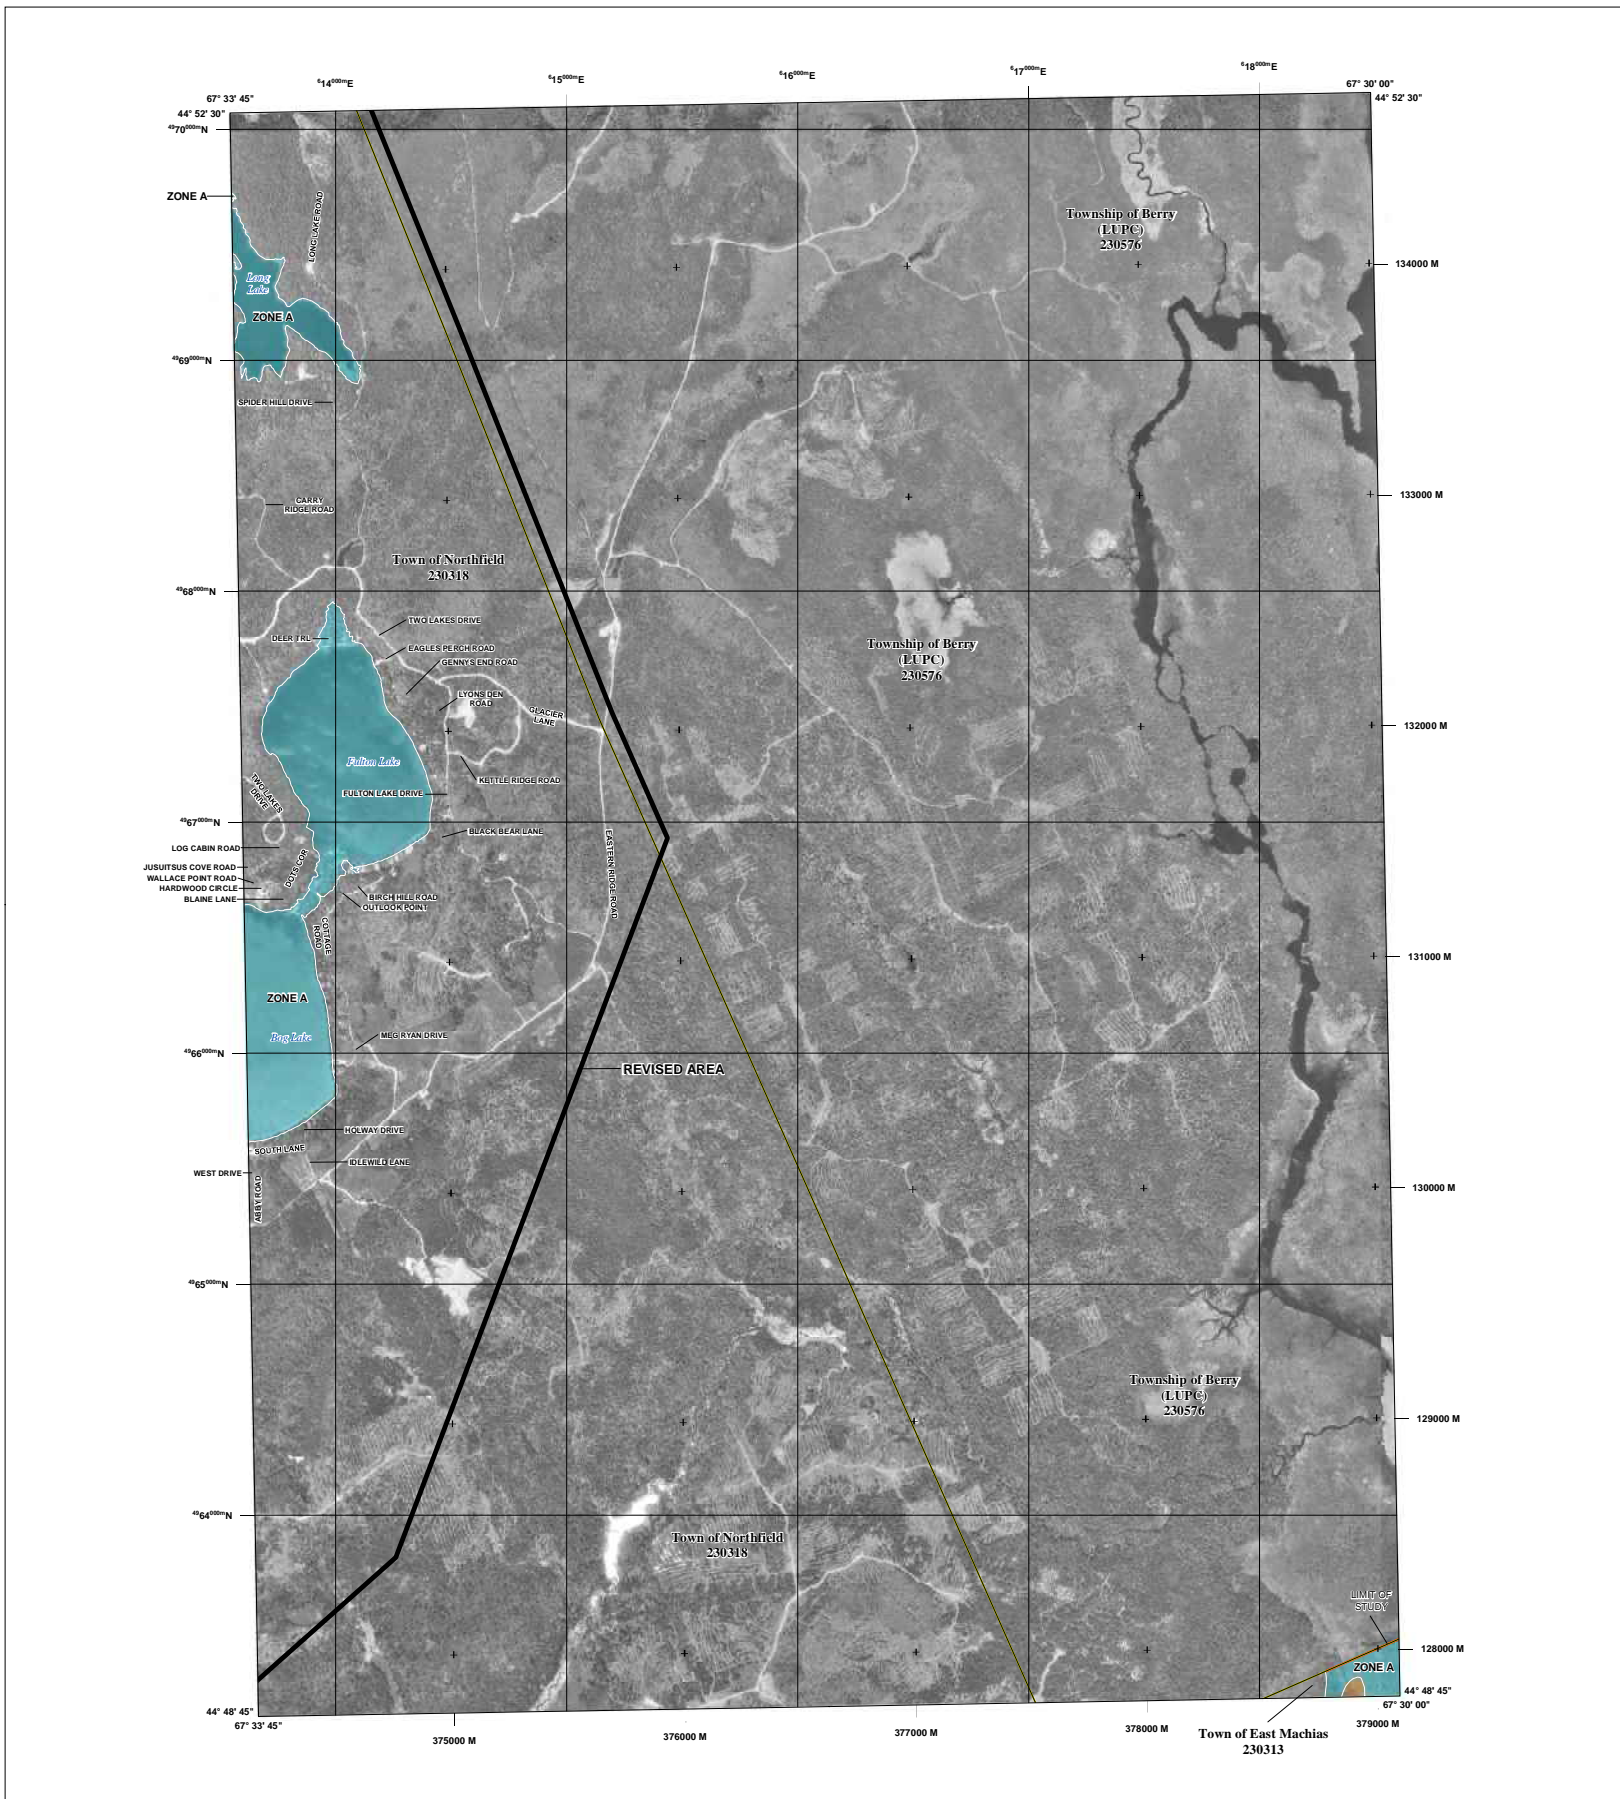 614000mE
615000mE
616000mE
617000mE
618000mE
67° 33' 45"
67° 30' 00"
44° 52' 30"
44° 52' 30"
4970000mN
ZONE A
LONG LAKE ROAD
Township of Berry
(LUPC)
230576
134000 M
Long
Lake
ZONE A
4969000mN
SPIDER HILL DRIVE
133000 M
CARRY
RIDGE ROAD
Town of Northfield
230318
4968000mN
TWO LAKES DRIVE
DEER TRL
EAGLES PERCH ROAD
GENNYS END ROAD
Township of Berry
(LUPC)
230576
LYONS DEN
ROAD
GLACIER
LANE
132000 M
Fulton Lake
KETTLE RIDGE ROAD
TWO LAKES
DRIVE
FULTON LAKE DRIVE
4967000mN
BLACK BEAR LANE
LOG CABIN ROAD
DOTS COR
EASTERN RIDGE ROAD
JUSUITSUS COVE ROAD
WALLACE POINT ROAD
HARDWOOD CIRCLE
BLAINE LANE
BIRCH HILL ROAD
OUTLOOK POINT
COTTAGE
ROAD
131000 M
ZONE A
Bog Lake
MEG RYAN DRIVE
4966000mN
REVISED AREA
HOLWAY DRIVE
SOUTH LANE
IDLEWILD LANE
WEST DRIVE
ABBY ROAD
130000 M
4965000mN
Township of Berry
(LUPC)
230576
129000 M
4964000mN
Town of Northfield
230318
LIMIT OF
STUDY
128000 M
ZONE A
44° 48' 45"
44° 48' 45"
67° 33' 45"
67° 30' 00"
375000 M
376000 M
377000 M
378000 M
379000 M
Town of East Machias
230313